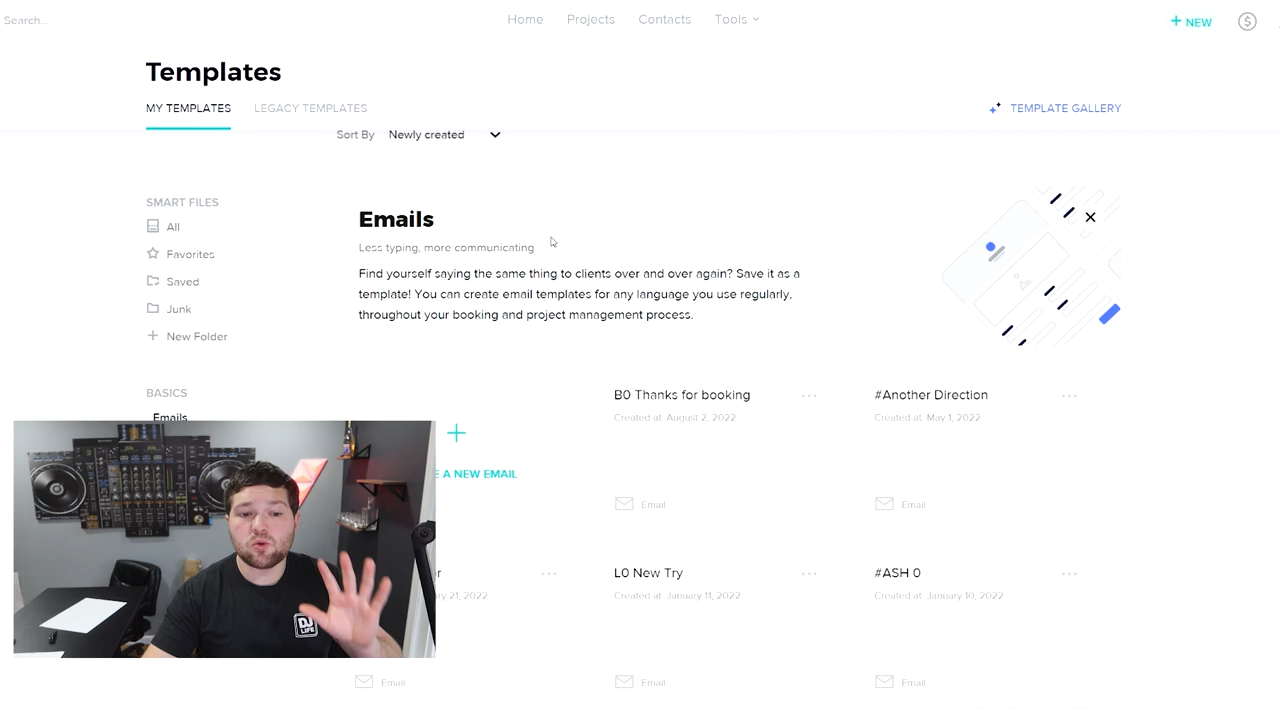 Search...
Home
Projects
Contacts
Tools
+ NEW
Templates
MY TEMPLATES
LEGACY TEMPLATES
TEMPLATE GALLERY
Sort By Newly created
SMART FILES
All
Favorites
Saved
Junk
New Folder
BASICS
Emails
Emails
Less typing, more communicating
Find yourself saying the same thing to clients over and over again? Save it as a
template! You can create email templates for any language you use regularly,
throughout your booking and project management process.
E A NEW EMAIL
B0 Thanks for booking
Created at August 2, 2022
Email
#Another Direction
Created at May 1, 2022
Email
ry 21, 2022
Email
L0 New Try
Created at January 11, 2022
Email
#ASH 0
Created at January 10, 2022
Email
DJ
LIFE